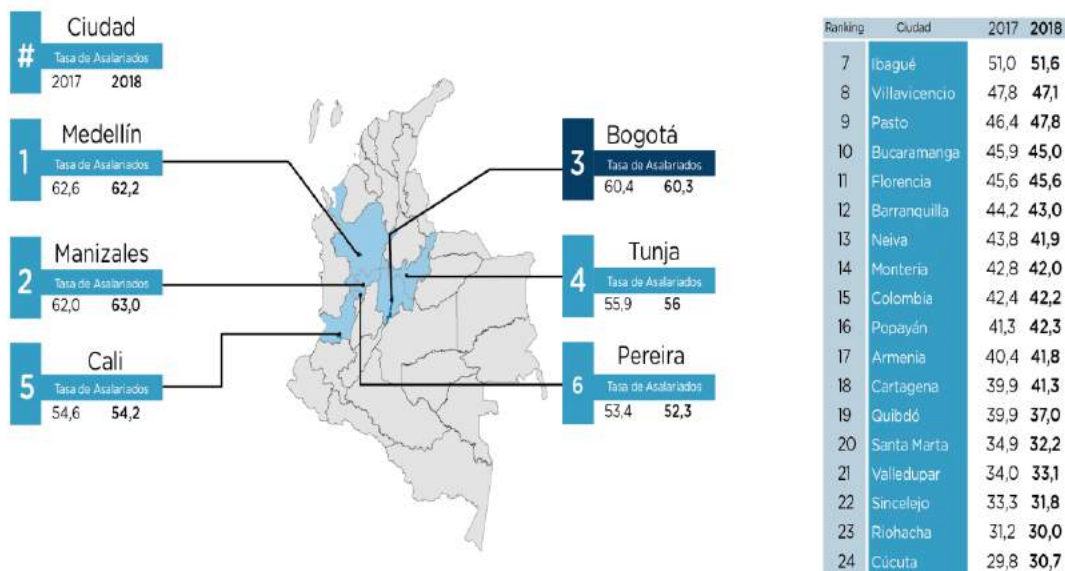 #
Ciudad
Tasa de Asalariados
2017 2018
1
Medellín
Tasa de Asalariados
62,6 62,2
2
Manizales
Tasa de Asalariados
62,0 63,0
5
Cali
Tasa de Asalariados
54,6 54,2
3
Bogotá
Tasa de Asalariados
60,4 60,3
4
Tunja
Tasa de Asalariados
55,9 56
6
Pereira
Tasa de Asalariados
53,4 52,3
Ranking Ciudad 2017 2018
7 Ibagué 51,0 51,6
8 Villavicencio 47,8 47,1
9 Pasto 46,4 47,8
10 Bucaramanga 45,9 45,0
11 Florencia 45,6 45,6
12 Barranquilla 44,2 43,0
13 Neiva 43,8 41,9
14 Montería 42,8 42,0
15 Colombia 42,4 42,2
16 Popayán 41,3 42,3
17 Armenia 40,4 41,8
18 Cartagena 39,9 41,3
19 Quibdó 39,9 37,0
20 Santa Marta 34,9 32,2
21 Valledupar 34,0 33,1
22 Sincelejo 33,3 31,8
23 Riohacha 31,2 30,0
24 Cúcuta 29,8 30,7